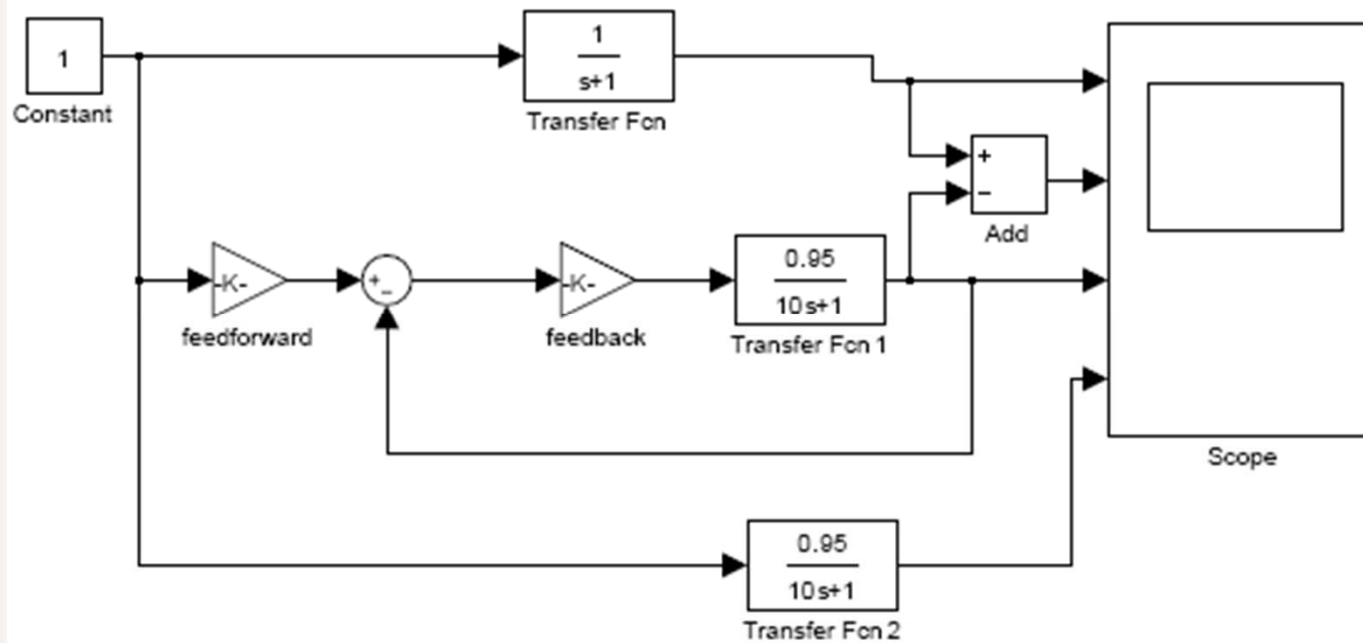 1
Constant
1
s+1
Transfer Fcn
+
−
Add
-K-
feedforward
+
−
-K-
feedback
0.95
10s+1
Transfer Fcn 1
Scope
0.95
10s+1
Transfer Fcn 2